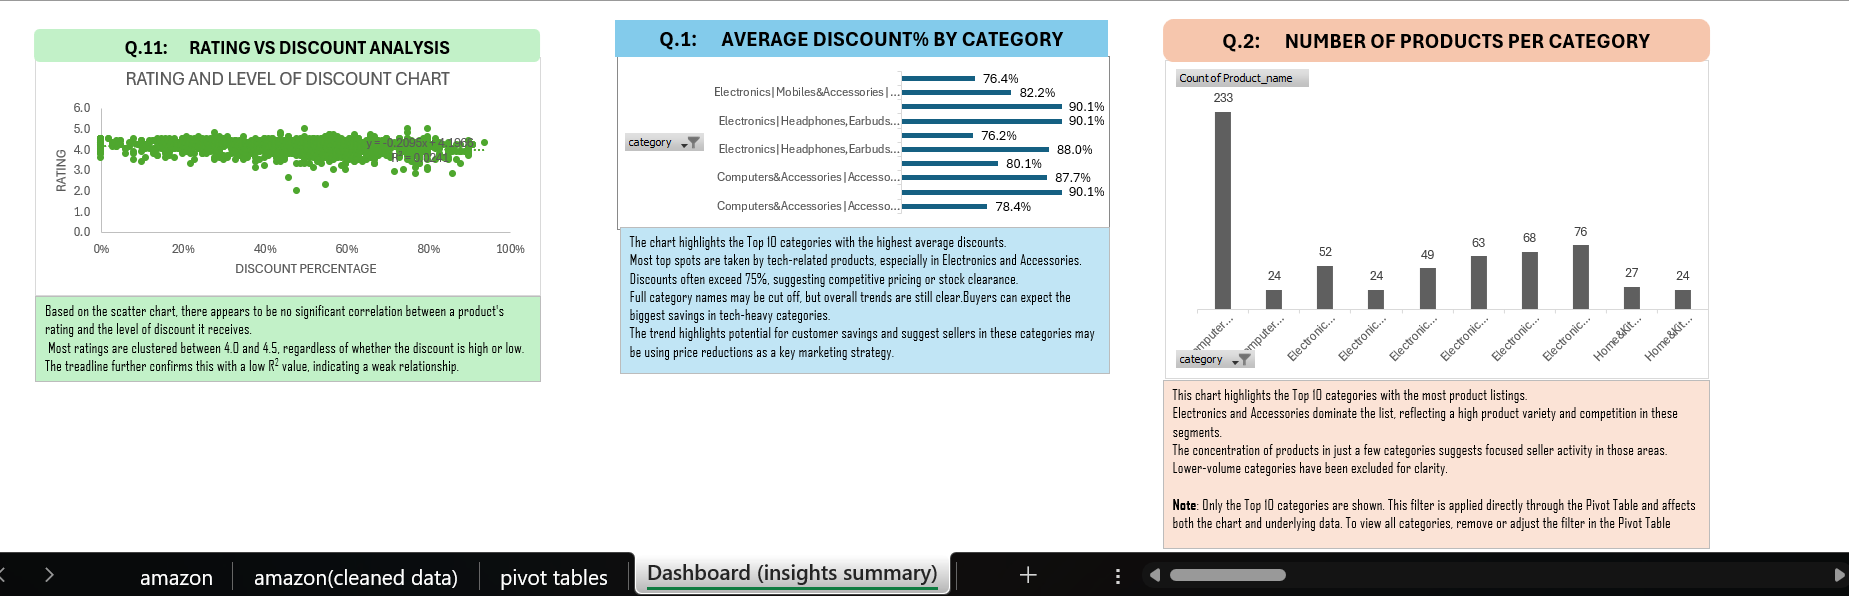 Q.11: RATING VS DISCOUNT ANALYSIS
RATING AND LEVEL OF DISCOUNT CHART
RATING
6.0
5.0
4.0
3.0
2.0
1.0
0.0
y = -0.2095x + 4.1966
R² = 0.0241
0% 20% 40% 60% 80% 100%
DISCOUNT PERCENTAGE
Based on the scatter chart, there appears to be no significant correlation between a product's
rating and the level of discount it receives.
Most ratings are clustered between 4.0 and 4.5, regardless of whether the discount is high or low.
The treadline further confirms this with a low R² value, indicating a weak relationship.
Q.1: AVERAGE DISCOUNT% BY CATEGORY
category
76.4%
Electronics|Mobiles&Accessories|... 82.2%
90.1%
Electronics|Headphones,Earbuds... 90.1%
76.2%
Electronics|Headphones,Earbuds... 88.0%
80.1%
Computers&Accessories|Accesso... 87.7%
90.1%
Computers&Accessories|Accesso... 78.4%
The chart highlights the Top 10 categories with the highest average discounts.
Most top spots are taken by tech-related products, especially in Electronics and Accessories.
Discounts often exceed 75%, suggesting competitive pricing or stock clearance.
Full category names may be cut off, but overall trends are still clear.Buyers can expect the
biggest savings in tech-heavy categories.
The trend highlights potential for customer savings and suggest sellers in these categories may
be using price reductions as a key marketing strategy.
Q.2: NUMBER OF PRODUCTS PER CATEGORY
Count of Product_name
233 24 52 24 49 63 68 76 27 24
mputer... mputer... Electronic... Electronic... Electronic... Electronic... Electronic... Electronic... Home&Kit... Home&Kit...
category
This chart highlights the Top 10 categories with the most product listings.
Electronics and Accessories dominate the list, reflecting a high product variety and competition in these
segments.
The concentration of products in just a few categories suggests focused seller activity in those areas.
Lower-volume categories have been excluded for clarity.
Note: Only the Top 10 categories are shown. This filter is applied directly through the Pivot Table and affects
both the chart and underlying data. To view all categories, remove or adjust the filter in the Pivot Table
amazon amazon(cleaned data) pivot tables Dashboard (insights summary)